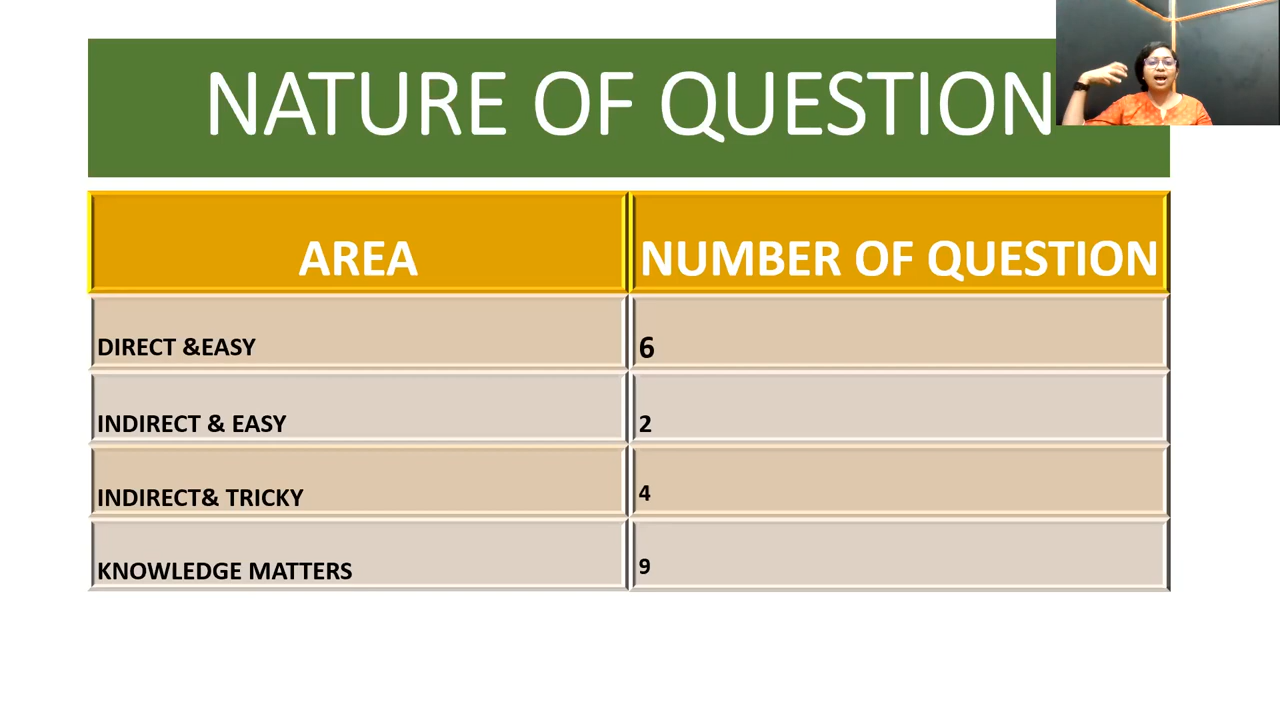 NATURE OF QUESTION
AREA
NUMBER OF QUESTION
DIRECT &EASY
6
INDIRECT & EASY
2
INDIRECT& TRICKY
4
KNOWLEDGE MATTERS
9